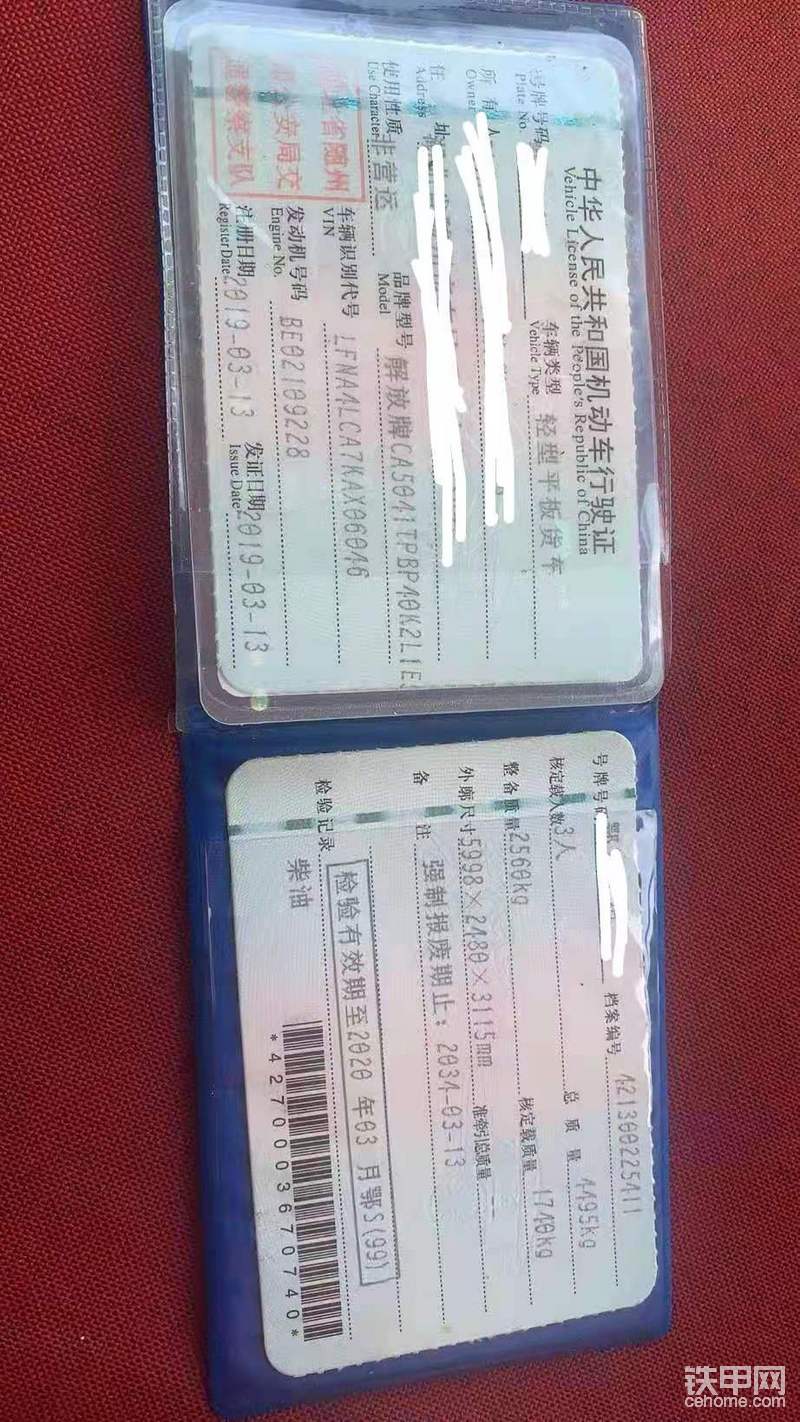 中华人民共和国机动车行驶证
Vehicle License of the People's Republic of China
号牌号码
Plate No.
车辆类型 轻型平板货车
Vehicle Type
所有人
Owner
住址
Address
使用性质 非营运
Use Character
品牌型号 解放牌CA5041TPBP40K2L1E5
Model
车辆识别代号 LFNA4LCA7KAX06046
VIN
发动机号码 BE02109228
Engine No.
注册日期 2019-03-13
Register Date
发证日期 2019-03-13
Issue Date
湖北省随州
市公安局交
通警察支队
号牌号码
档案编号 421300225411
核定载人数 3人
总质量 4495kg
整备质量 2560kg
核定载质量 1740kg
外廓尺寸 5998×2180×3115mm
准牵引总质量 --
备注 强制报废期止:2034-03-13
检验有效期至2020年03月鄂S(99)
检验记录
柴油
*4270003670740*
铁甲网
cehome.com